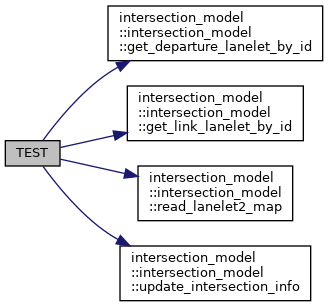 TEST
intersection_model
::intersection_model
::get_departure_lanelet_by_id
intersection_model
::intersection_model
::get_link_lanelet_by_id
intersection_model
::intersection_model
::read_lanelet2_map
intersection_model
::intersection_model
::update_intersection_info